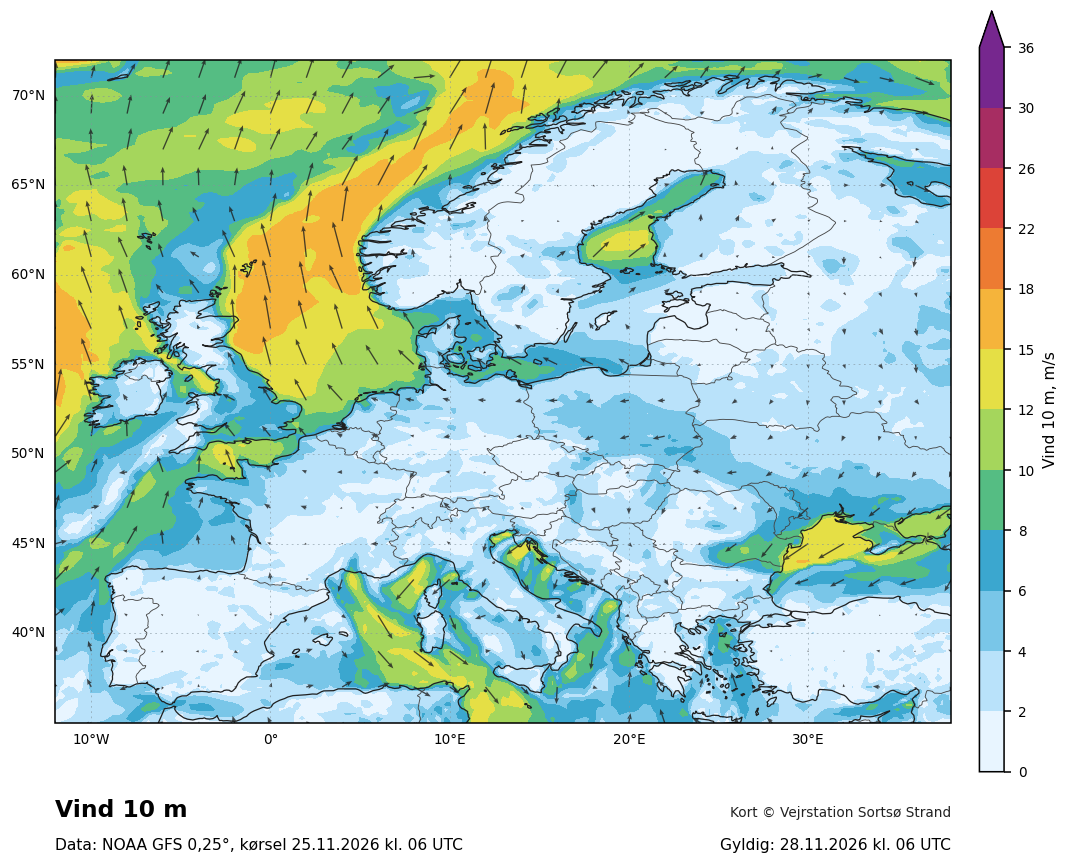 36
30
26
22
18
15
12
10
8
6
4
2
0
Vind 10 m, m/s
70°N
65°N
60°N
55°N
50°N
45°N
40°N
10°W
0°
10°E
20°E
30°E
Vind 10 m
Kort © Vejrstation Sortsø Strand
Data: NOAA GFS 0,25°, kørsel 25.11.2026 kl. 06 UTC
Gyldig: 28.11.2026 kl. 06 UTC